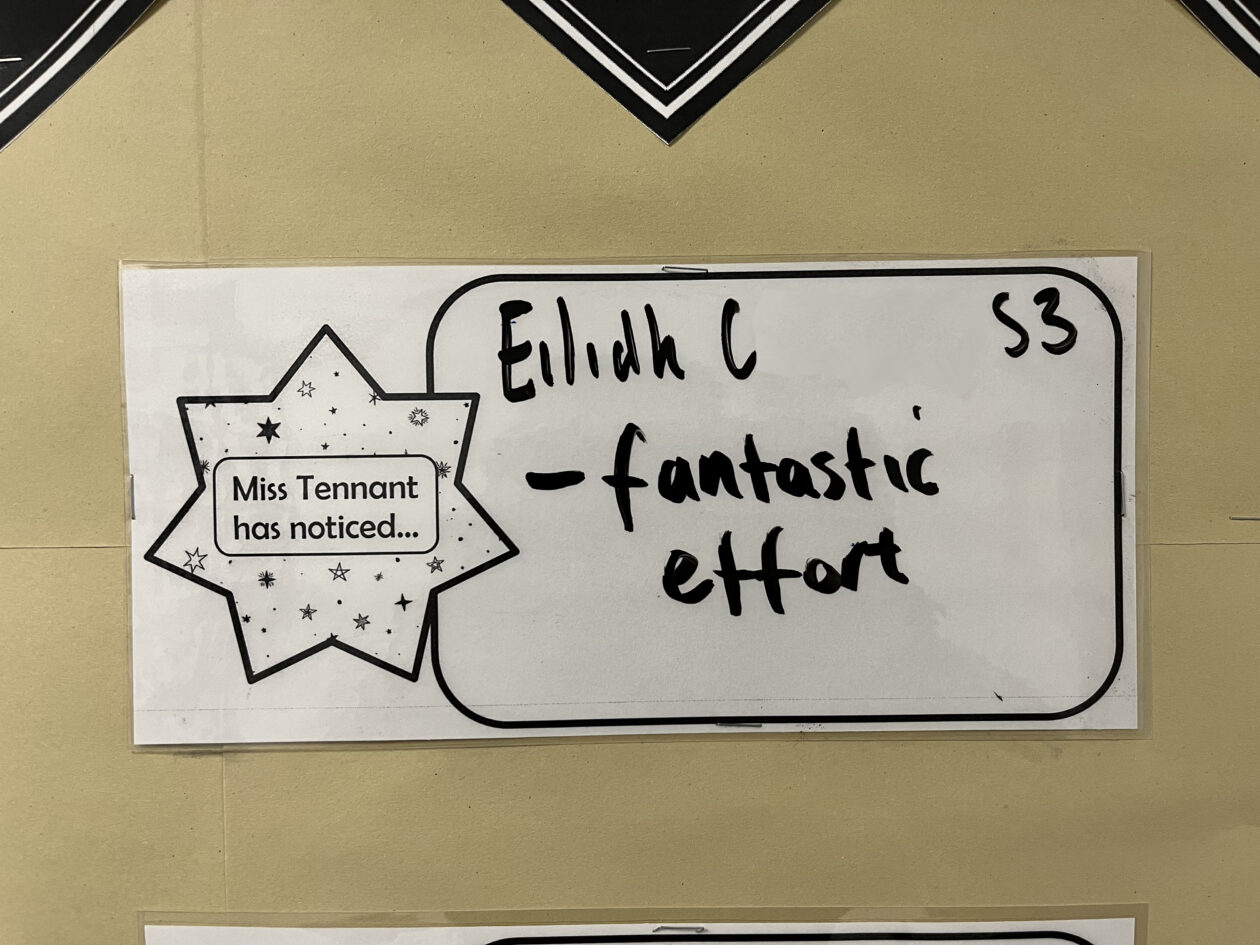 Eilidh C S3
- fantastic
effort
Miss Tennant
has noticed...